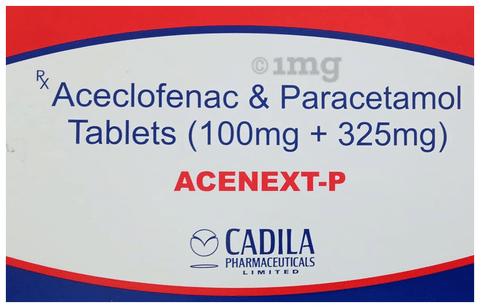 ©1mg
Rx Aceclofenac & Paracetamol
Tablets (100mg + 325mg)
ACENEXT-P
CADILA
PHARMACEUTICALS
LIMITED